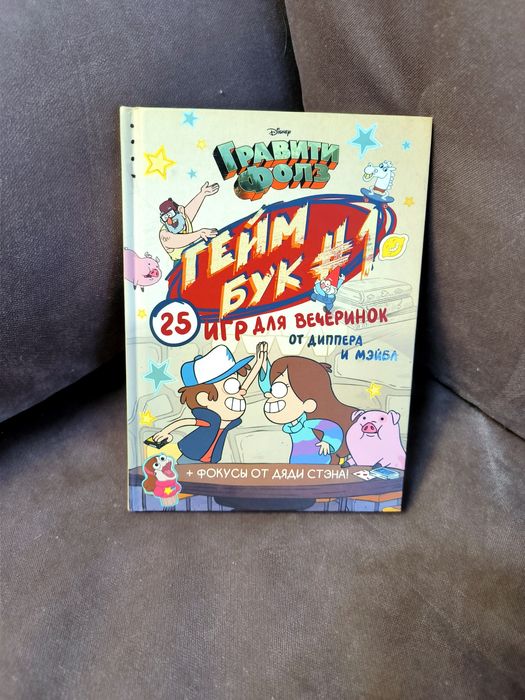 Disney
ГРАВИТИ
ФОЛЗ
ГЕЙМ
БУК #1
25 ИГР ДЛЯ ВЕЧЕРИНОК
ОТ ДИППЕРА
И МЭЙБЛ
+ ФОКУСЫ ОТ ДЯДИ СТЭНА!